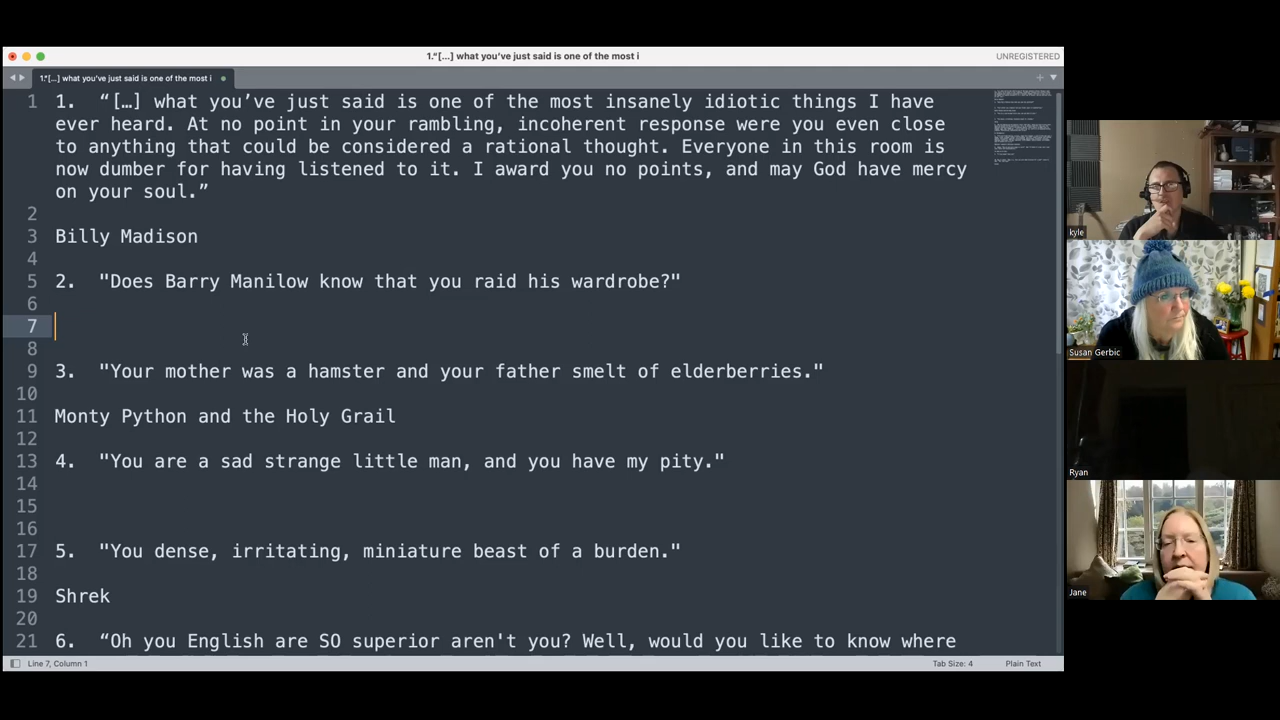 1."[…] what you've just said is one of the most i
UNREGISTERED
1."[…] what you've just said is one of the most i
1 1. “[…] what you’ve just said is one of the most insanely idiotic things I have
ever heard. At no point in your rambling, incoherent response were you even close
to anything that could be considered a rational thought. Everyone in this room is
now dumber for having listened to it. I award you no points, and may God have mercy
on your soul.”
2
3 Billy Madison
4
5 2. "Does Barry Manilow know that you raid his wardrobe?"
6
7
8
9 3. "Your mother was a hamster and your father smelt of elderberries."
10
11 Monty Python and the Holy Grail
12
13 4. "You are a sad strange little man, and you have my pity."
14
15
16
17 5. "You dense, irritating, miniature beast of a burden."
18
19 Shrek
20
21 6. “Oh you English are SO superior aren't you? Well, would you like to know where
Line 7, Column 1
Tab Size: 4
Plain Text
kyle
Susan Gerbic
Ryan
Jane